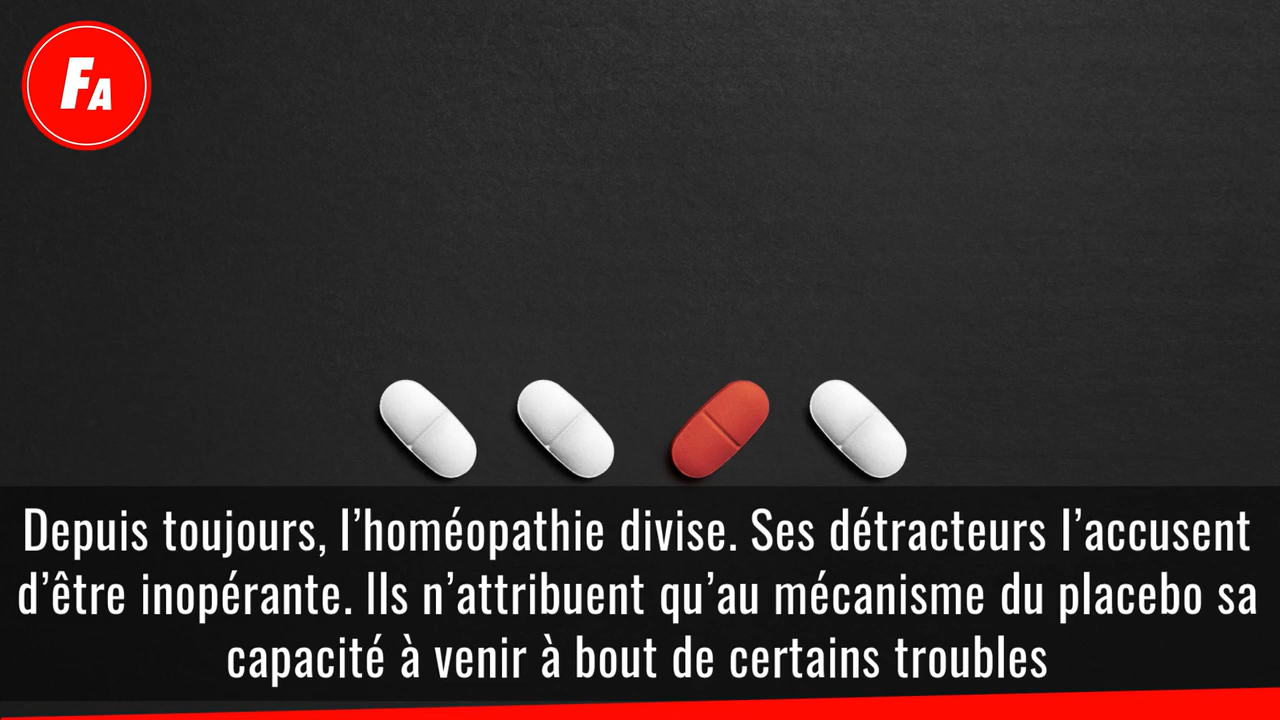 FA
Depuis toujours, l’homéopathie divise. Ses détracteurs l’accusent
d’être inopérante. Ils n’attribuent qu’au mécanisme du placebo sa
capacité à venir à bout de certains troubles